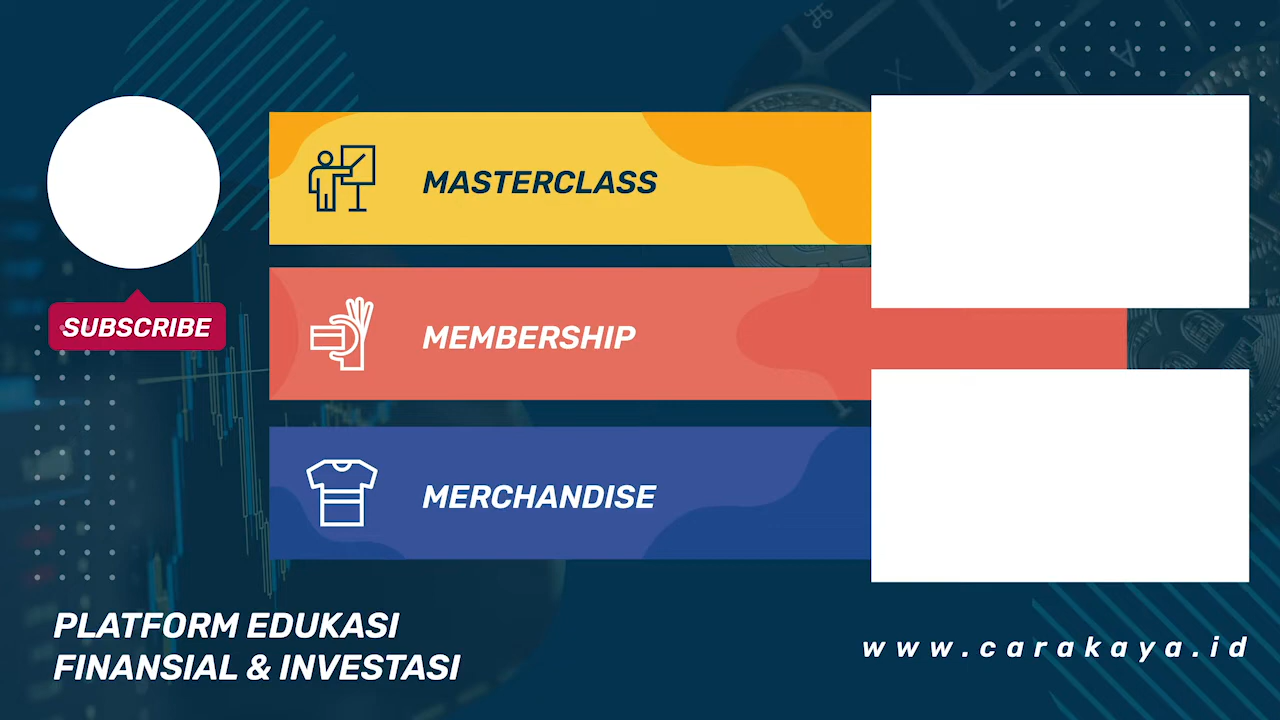 MASTERCLASS
SUBSCRIBE
MEMBERSHIP
MERCHANDISE
PLATFORM EDUKASI
FINANSIAL & INVESTASI
www.carakaya.id